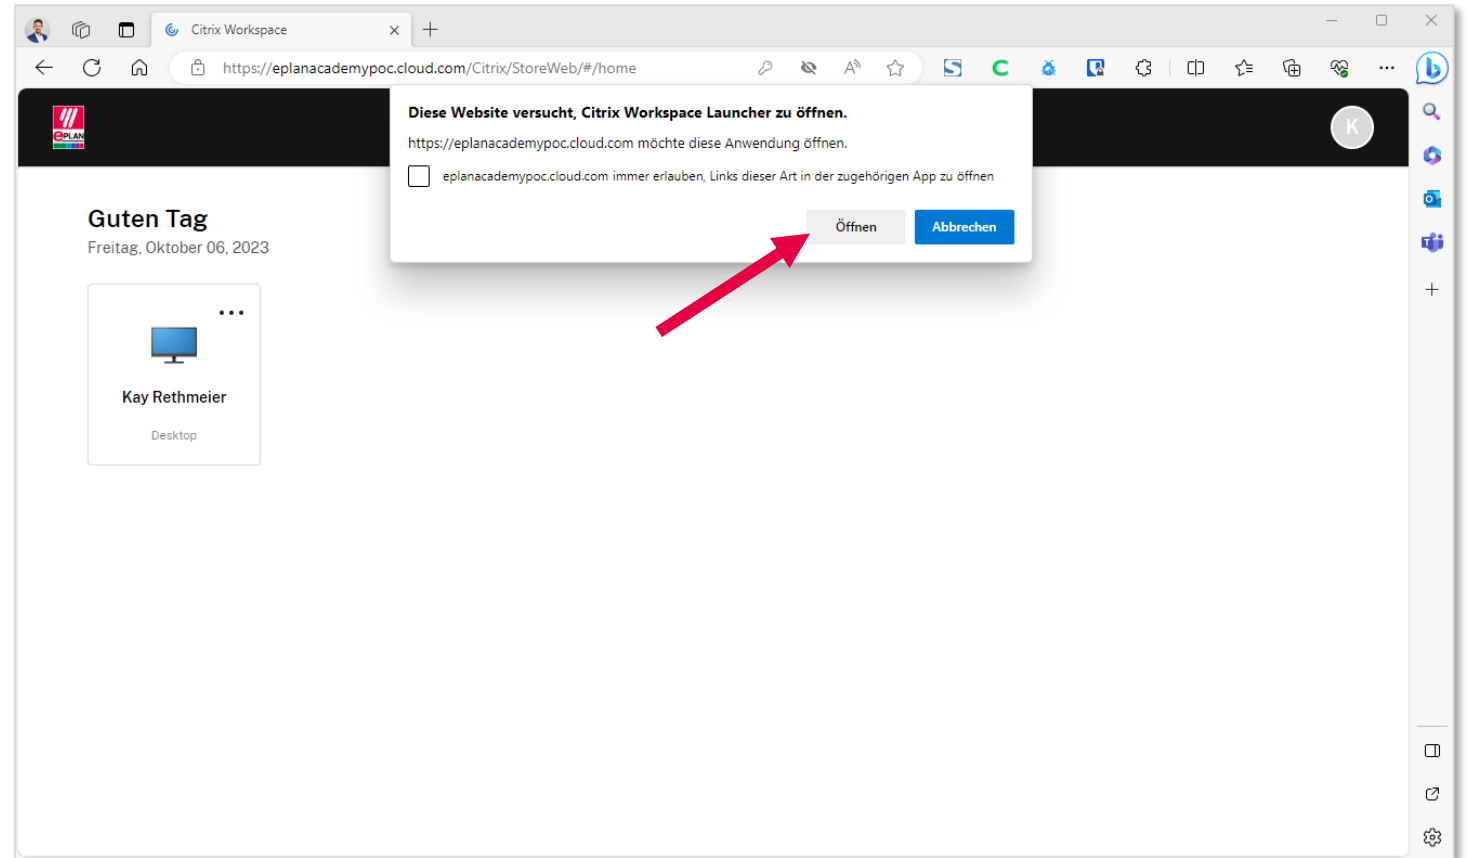 Citrix Workspace
https://eplanacademypoc.cloud.com/Citrix/StoreWeb/#/home
Diese Website versucht, Citrix Workspace Launcher zu öffnen.
https://eplanacademypoc.cloud.com möchte diese Anwendung öffnen.
eplanacademypoc.cloud.com immer erlauben, Links dieser Art in der zugehörigen App zu öffnen
Öffnen
Abbrechen
ePLAN
K
Guten Tag
Freitag, Oktober 06, 2023
Kay Rethmeier
Desktop